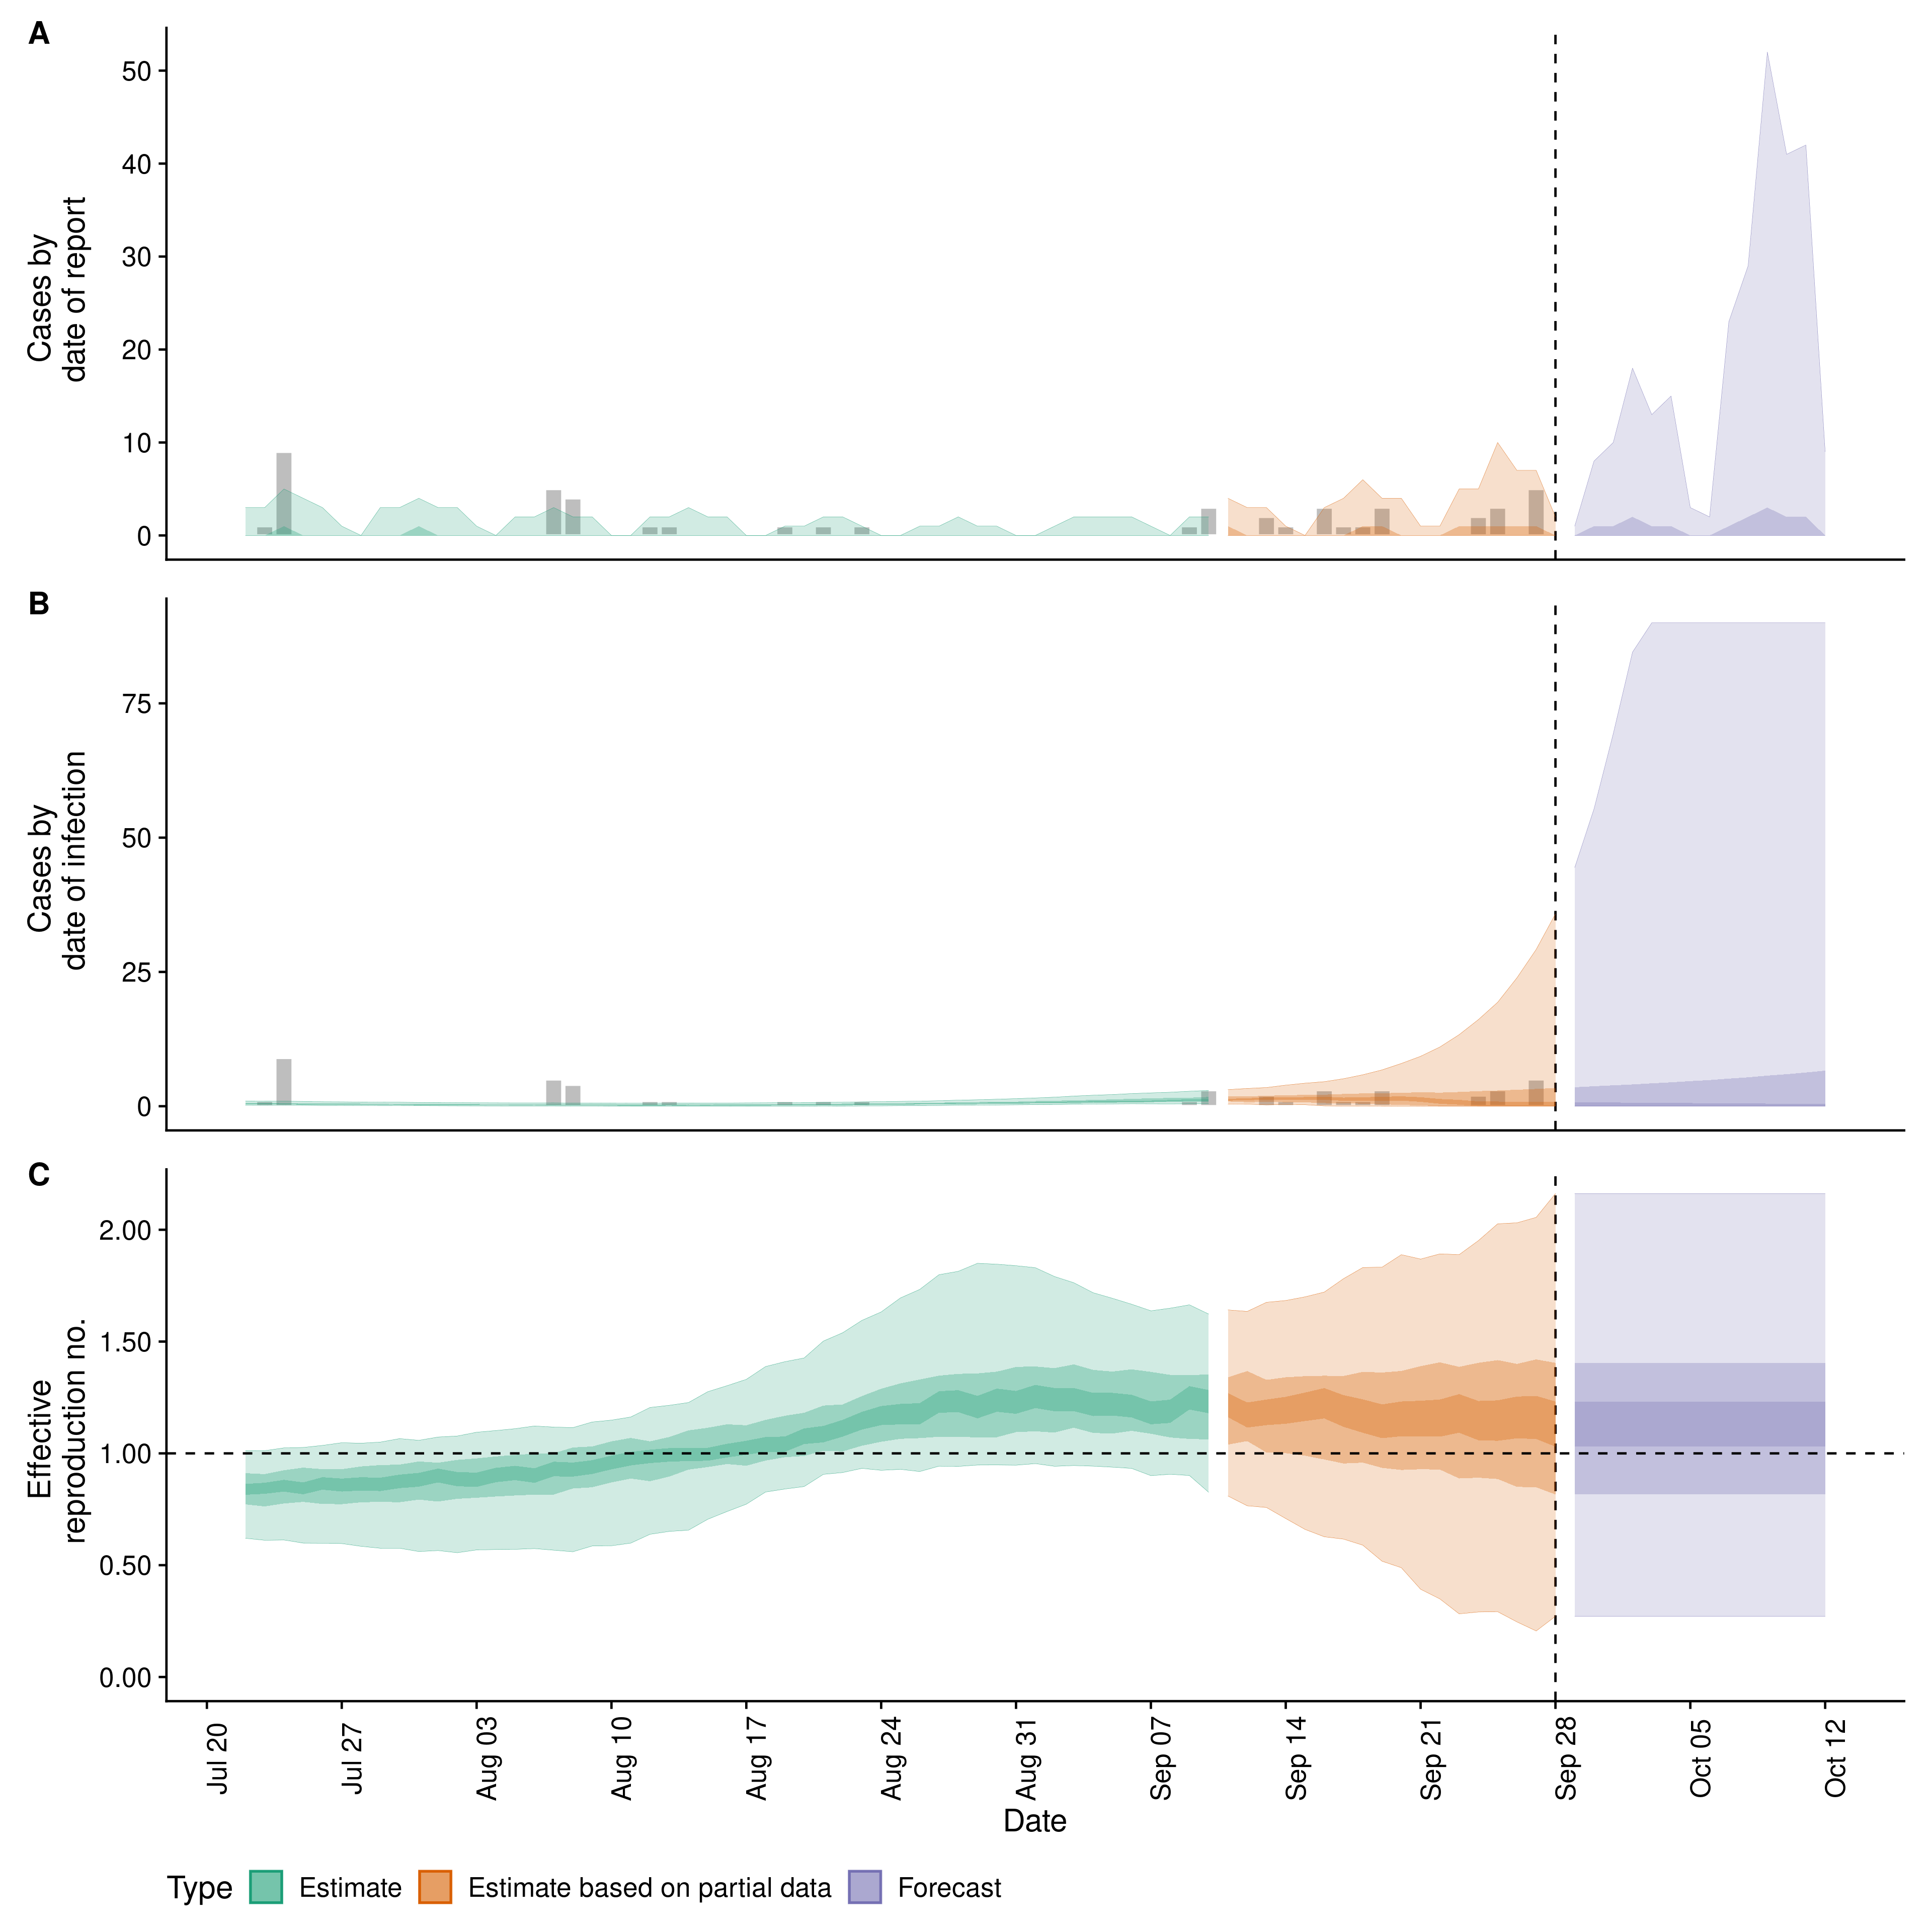 A
50
40
30
20
10
0
Cases by
date of report
B
75
50
25
0
Cases by
date of infection
C
2.00
1.50
1.00
0.50
0.00
Effective
reproduction no.
Jul 20
Jul 27
Aug 03
Aug 10
Aug 17
Aug 24
Aug 31
Sep 07
Sep 14
Sep 21
Sep 28
Oct 05
Oct 12
Date
Type Estimate Estimate based on partial data Forecast